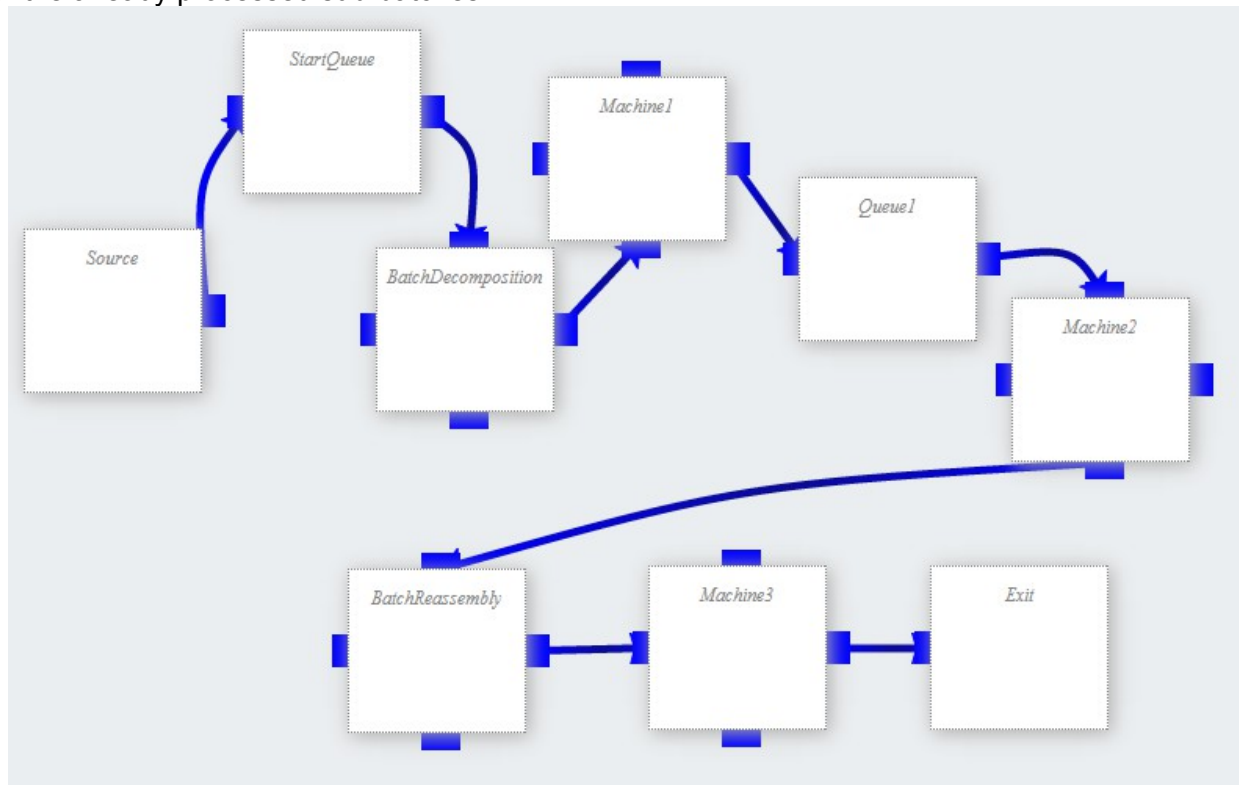 StartQueue
Machine1
Queue1
Source
BatchDecomposition
Machine2
BatchReassembly
Machine3
Exit